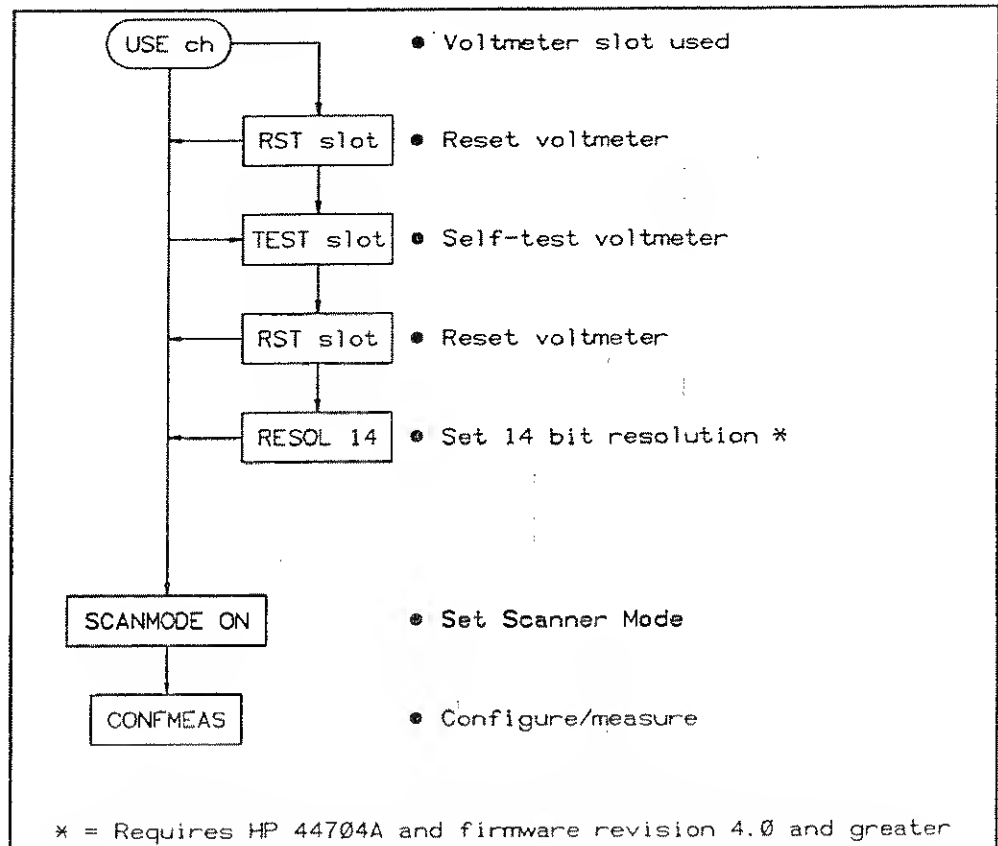 USE ch • Voltmeter slot used
RST slot • Reset voltmeter
TEST slot • Self-test voltmeter
RST slot • Reset voltmeter
RESOL 14 • Set 14 bit resolution *
SCANMODE ON • Set Scanner Mode
CONFMEAS • Configure/measure
* = Requires HP 44704A and firmware revision 4.0 and greater